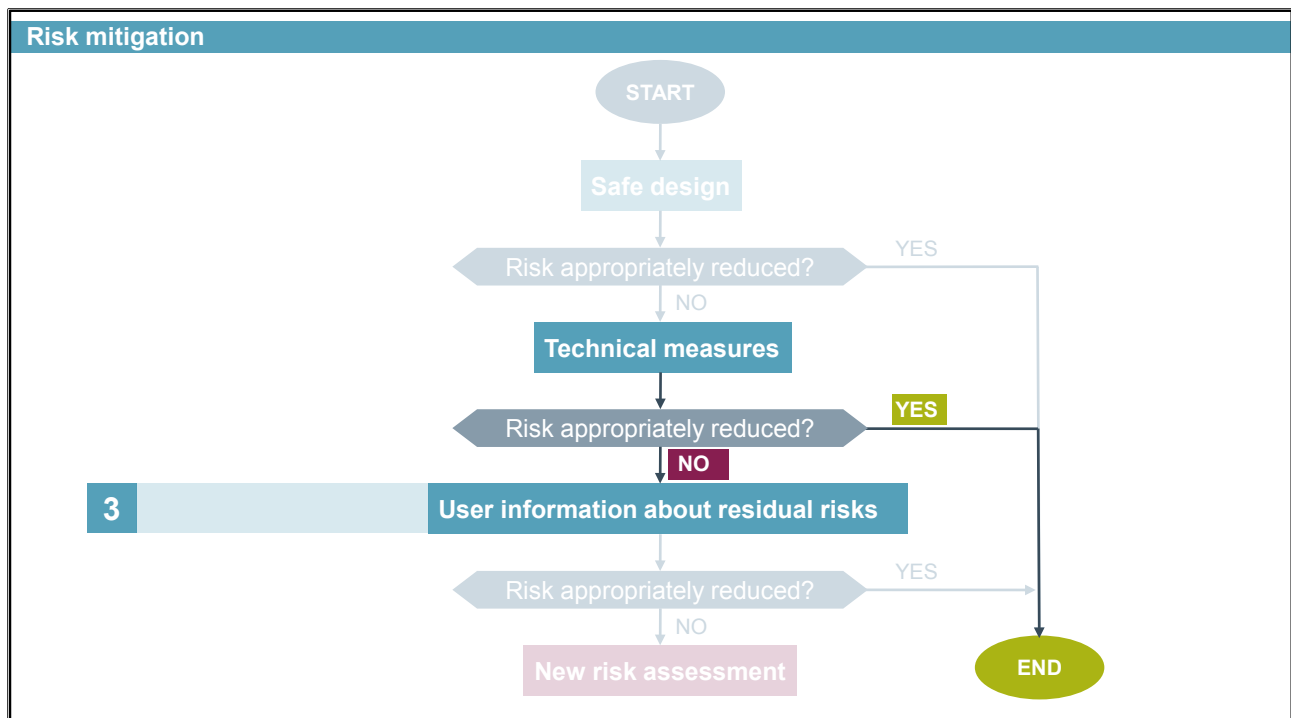 Risk mitigation
START
Safe design
Risk appropriately reduced?
YES
NO
Technical measures
Risk appropriately reduced?
YES
NO
3
User information about residual risks
Risk appropriately reduced?
YES
NO
New risk assessment
END